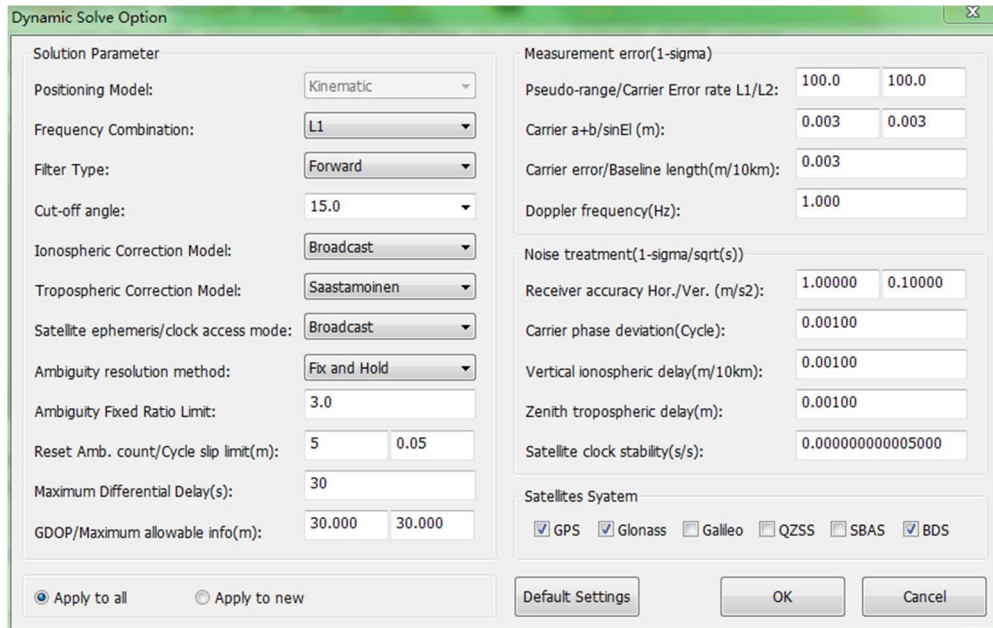 Dynamic Solve Option
Solution Parameter
Positioning Model: Kinematic
Frequency Combination: L1
Filter Type: Forward
Cut-off angle: 15.0
Ionospheric Correction Model: Broadcast
Tropospheric Correction Model: Saastamoinen
Satellite ephemeris/clock access mode: Broadcast
Ambiguity resolution method: Fix and Hold
Ambiguity Fixed Ratio Limit: 3.0
Reset Amb. count/Cycle slip limit(m): 5 0.05
Maximum Differential Delay(s): 30
GDOP/Maximum allowable info(m): 30.000 30.000
Apply to all Apply to new
Measurement error(1-sigma)
Pseudo-range/Carrier Error rate L1/L2: 100.0 100.0
Carrier a+b/sinEl (m): 0.003 0.003
Carrier error/Baseline length(m/10km): 0.003
Doppler frequency(Hz): 1.000
Noise treatment(1-sigma/sqrt(s))
Receiver accuracy Hor./Ver. (m/s2): 1.00000 0.10000
Carrier phase deviation(Cycle): 0.00100
Vertical ionospheric delay(m/10km): 0.00100
Zenith tropospheric delay(m): 0.00100
Satellite clock stability(s/s): 0.000000000005000
Satellites Syatem
GPS Glonass Galileo QZSS SBAS BDS
Default Settings OK Cancel